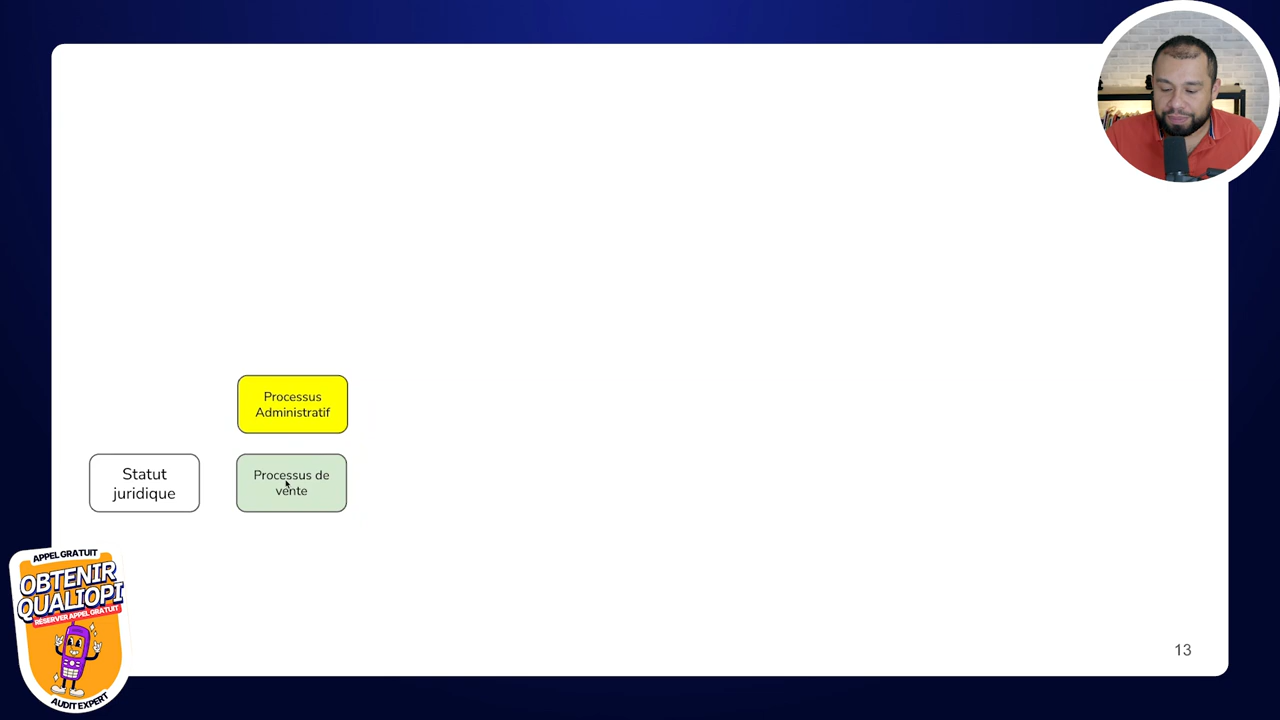 Processus
Administratif
Statut
juridique
Processus de
vente
APPEL GRATUIT
OBTENIR
QUALIOPI
RÉSERVER APPEL GRATUIT
AUDIT EXPERT
13